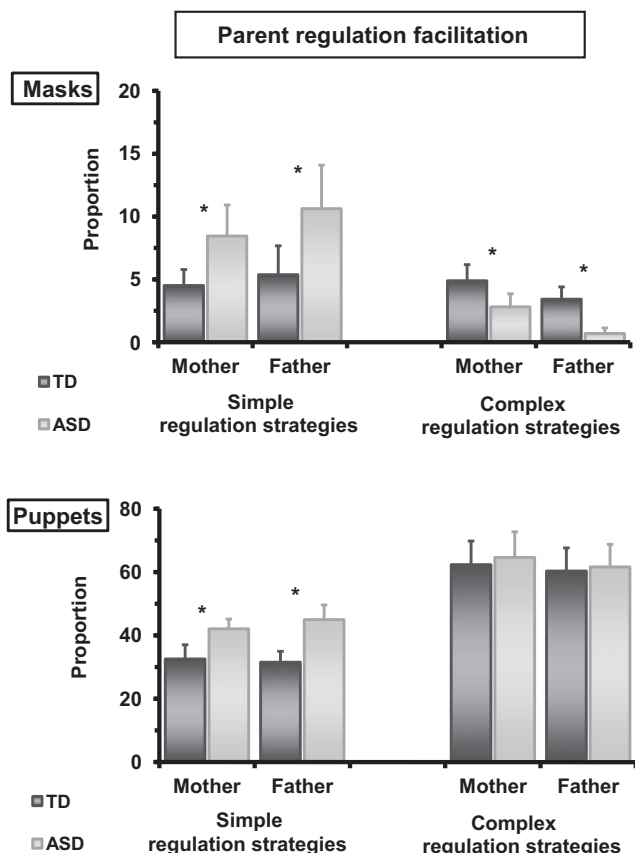 Parent regulation facilitation
Masks
20
15
10
5
0
Proportion
*
*
*
*
Mother Father Mother Father
TD
ASD
Simple
regulation strategies
Complex
regulation strategies
Puppets
80
60
40
20
0
Proportion
*
*
Mother Father Mother Father
TD
ASD
Simple
regulation strategies
Complex
regulation strategies